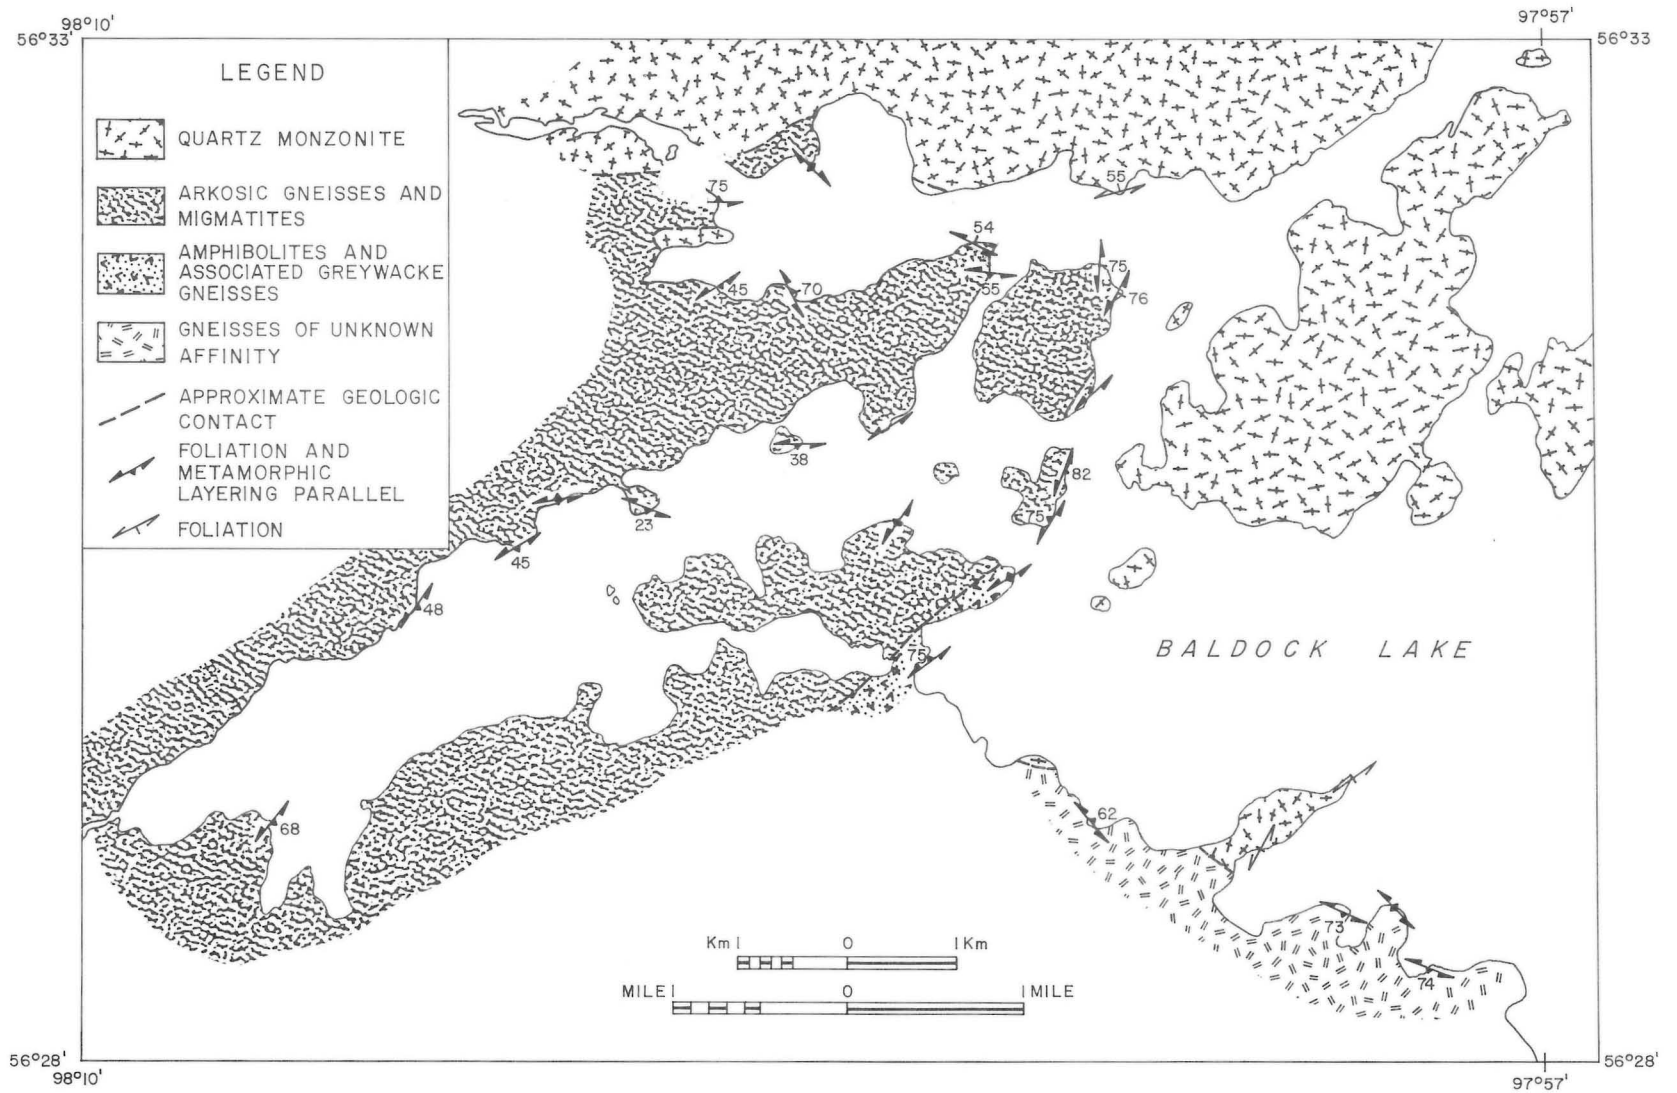 98°10'
97°57'
56°33'
56°33
LEGEND
QUARTZ MONZONITE
ARKOSIC GNEISSES AND
MIGMATITES
AMPHIBOLITES AND
ASSOCIATED GREYWACKE
GNEISSES
GNEISSES OF UNKNOWN
AFFINITY
APPROXIMATE GEOLOGIC
CONTACT
FOLIATION AND
METAMORPHIC
LAYERING PARALLEL
FOLIATION
75
55
54
75
45
70
65
76
38
82
23
75
45
48
75
BALDOCK LAKE
62
68
73
74
Km 1 0 1 Km
MILE 1 0 1 MILE
56°28'
56°28'
98°10'
97°57'